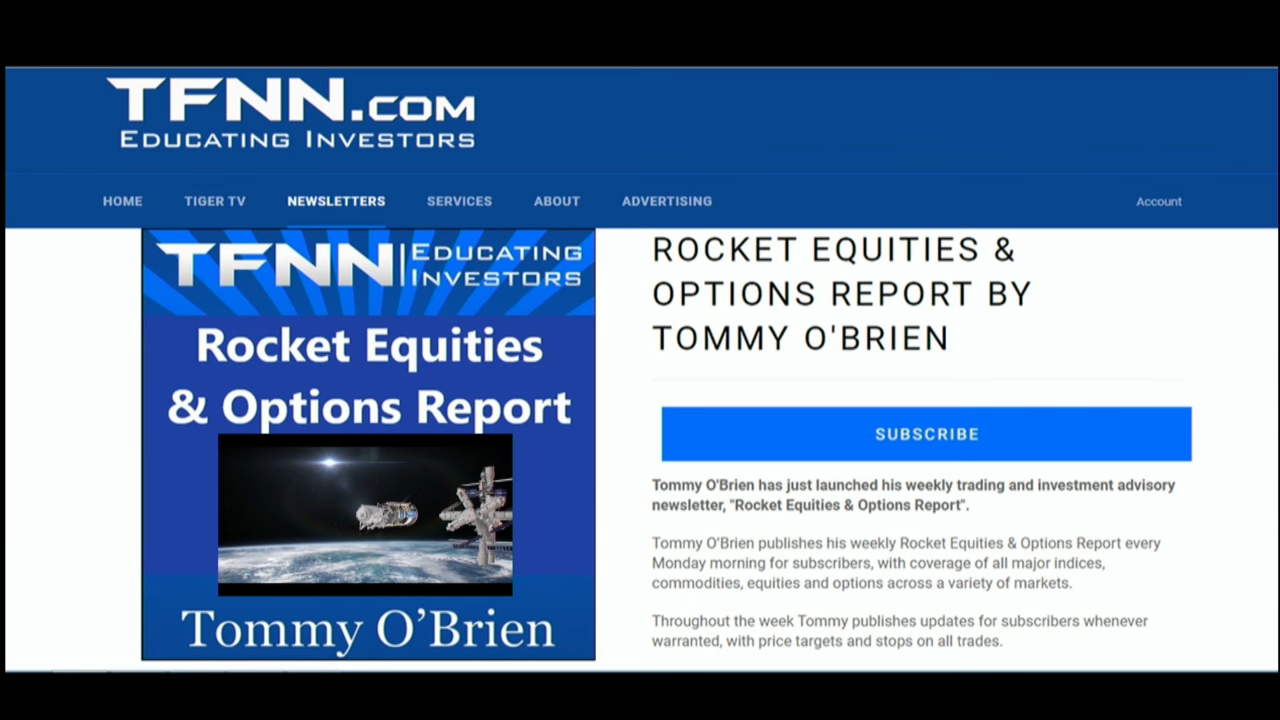 TFNN.COM
EDUCATING INVESTORS
HOME TIGER TV NEWSLETTERS SERVICES ABOUT ADVERTISING Account
TFNN EDUCATING
INVESTORS
Rocket Equities
& Options Report
Tommy O’Brien
ROCKET EQUITIES &
OPTIONS REPORT BY
TOMMY O'BRIEN
SUBSCRIBE
Tommy O'Brien has just launched his weekly trading and investment advisory
newsletter, "Rocket Equities & Options Report".
Tommy O'Brien publishes his weekly Rocket Equities & Options Report every
Monday morning for subscribers, with coverage of all major indices,
commodities, equities and options across a variety of markets.
Throughout the week Tommy publishes updates for subscribers whenever
warranted, with price targets and stops on all trades.